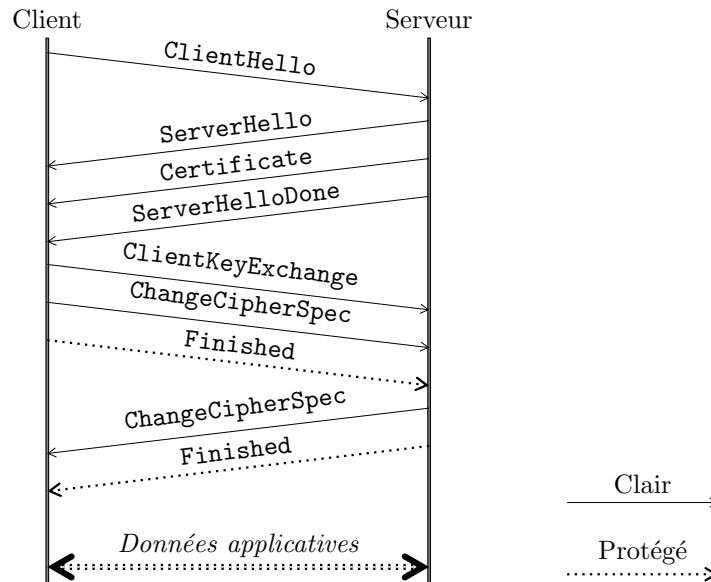 Client
Serveur
ClientHello
ServerHello
Certificate
ServerHelloDone
ClientKeyExchange
ChangeCipherSpec
Finished
ChangeCipherSpec
Finished
Données applicatives
Clair
Protégé